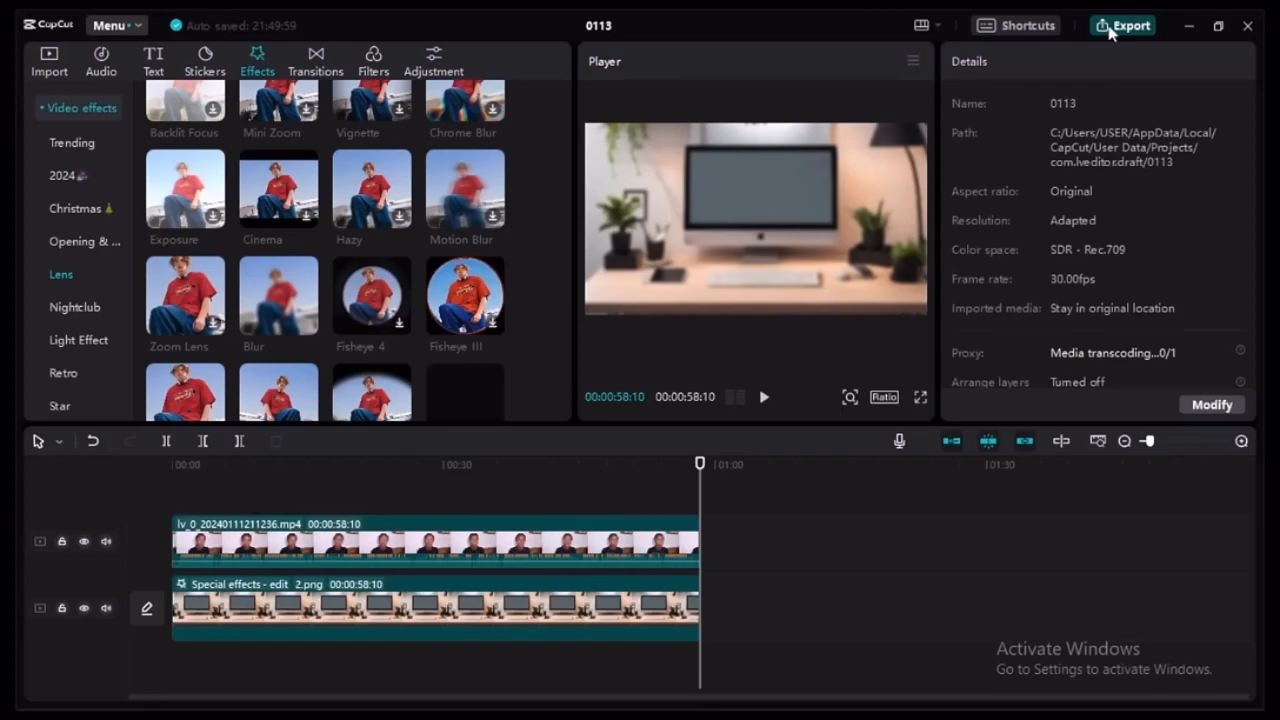 CapCut
Menu
Auto saved: 21:49:59
0113
Shortcuts
Export
Import
Audio
TI
Text
Stickers
Effects
Transitions
Filters
Adjustment
Video effects
Trending
2024
Christmas
Opening & ...
Lens
Nightclub
Light Effect
Retro
Star
Backlit Focus
Mini Zoom
Vignette
Chrome Blur
Exposure
Cinema
Hazy
Motion Blur
Zoom Lens
Blur
Fisheye 4
Fisheye III
Player
00:00:58:10
00:00:58:10
Ratio
Details
Name:
0113
Path:
C:/Users/USER/AppData/Local/
CapCut/User Data/Projects/
com.lveditor.draft/0113
Aspect ratio:
Original
Resolution:
Adapted
Color space:
SDR - Rec.709
Frame rate:
30.00fps
Imported media:
Stay in original location
Proxy:
Media transcoding...0/1
Arrange layers
Turned off
Modify
00:00
00:30
01:00
01:30
lv_0_20240111211236.mp4 00:00:58:10
Special effects - edit 2.png 00:00:58:10
Activate Windows
Go to Settings to activate Windows.